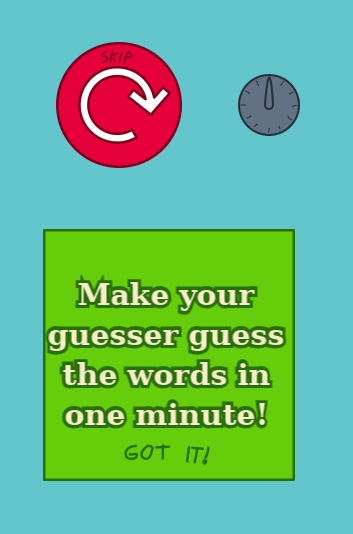 SKIP
Make your
guesser guess
the words in
one minute!
GOT IT!